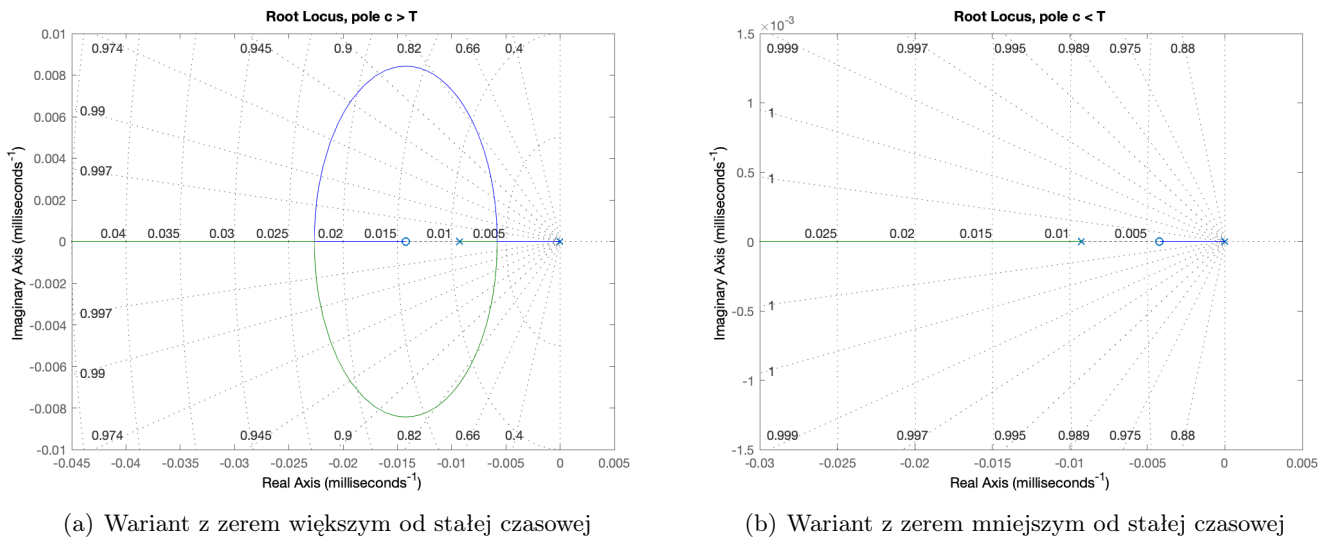 Root Locus, pole c > T
0.01
0.008
0.006
0.004
0.002
0
-0.002
-0.004
-0.006
-0.008
-0.01
Imaginary Axis (milliseconds⁻¹)
0.974 0.945 0.9 0.82 0.66 0.4
0.99
0.997
0.04 0.035 0.03 0.025 0.02 0.015 0.01 0.005
0.997
0.99
0.974 0.945 0.9 0.82 0.66 0.4
-0.045 -0.04 -0.035 -0.03 -0.025 -0.02 -0.015 -0.01 -0.005 0 0.005
Real Axis (milliseconds⁻¹)
(a) Wariant z zerem większym od stałej czasowej
Root Locus, pole c < T
×10⁻³
1.5
1
0.5
0
-0.5
-1
-1.5
Imaginary Axis (milliseconds⁻¹)
0.999 0.997 0.995 0.989 0.975 0.88
1
1
0.025 0.02 0.015 0.01 0.005
1
1
0.999 0.997 0.995 0.989 0.975 0.88
-0.03 -0.025 -0.02 -0.015 -0.01 -0.005 0 0.005
Real Axis (milliseconds⁻¹)
(b) Wariant z zerem mniejszym od stałej czasowej